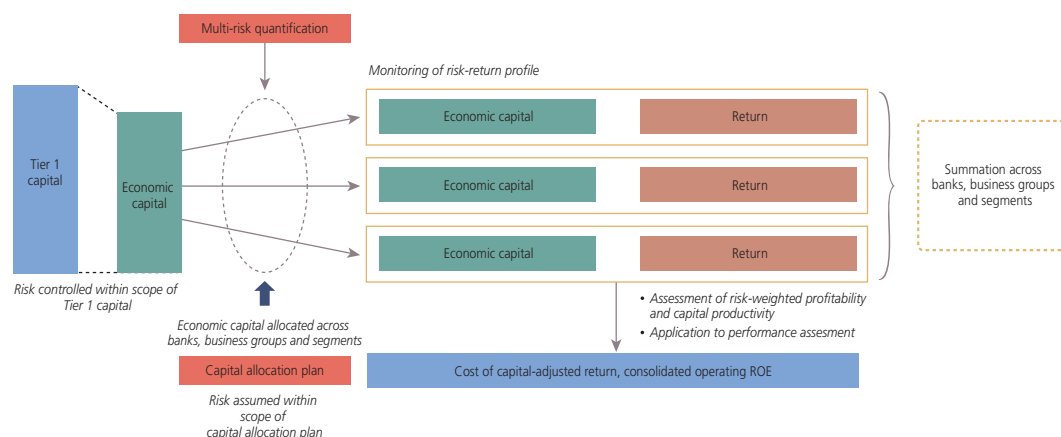 Multi-risk quantification
Monitoring of risk-return profile
Tier 1
capital
Economic
capital
Economic capital
Return
Economic capital
Return
Economic capital
Return
Summation across
banks, business groups
and segments
Risk controlled within scope of
Tier 1 capital
Economic capital allocated across
banks, business groups and segments
• Assessment of risk-weighted profitability
and capital productivity
• Application to performance assesment
Capital allocation plan
Cost of capital-adjusted return, consolidated operating ROE
Risk assumed within
scope of
capital allocation plan